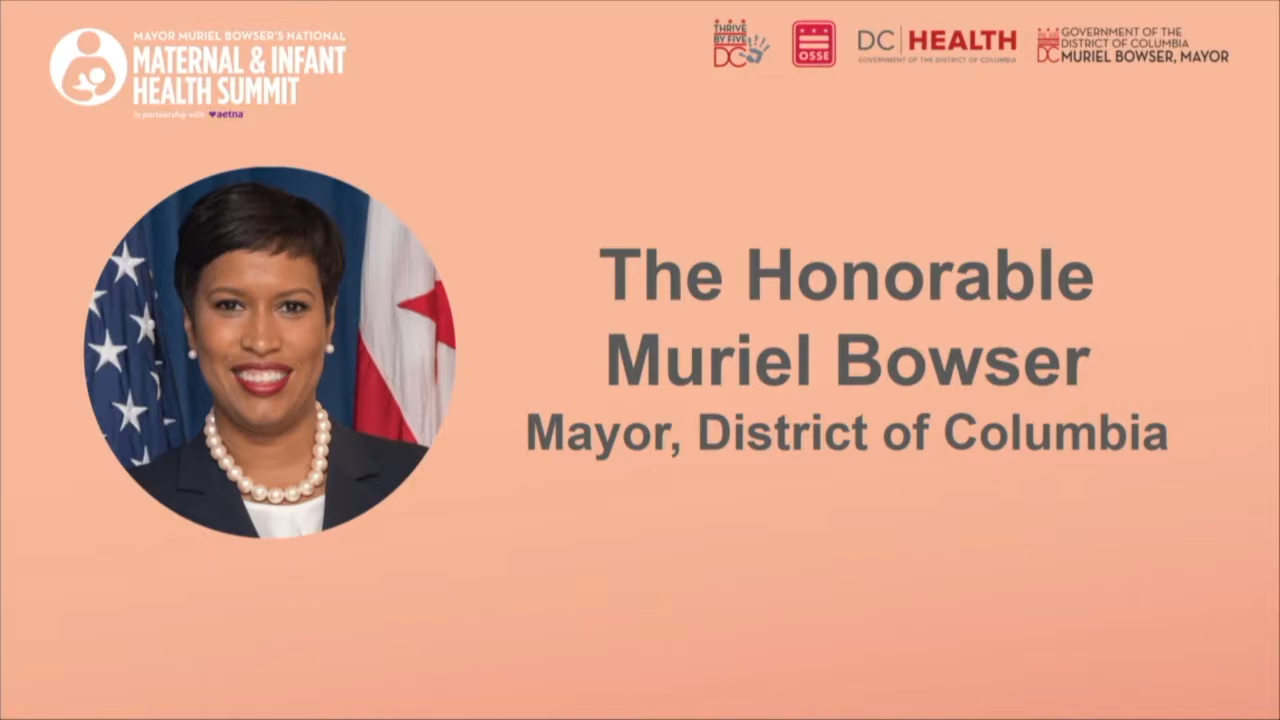 MAYOR MURIEL BOWSER'S NATIONAL
MATERNAL & INFANT
HEALTH SUMMIT
In partnership with aetna
THRIVE
BY FIVE
DC
OSSE
DC HEALTH
GOVERNMENT OF THE DISTRICT OF COLUMBIA
GOVERNMENT OF THE
DISTRICT OF COLUMBIA
DC MURIEL BOWSER, MAYOR
The Honorable
Muriel Bowser
Mayor, District of Columbia